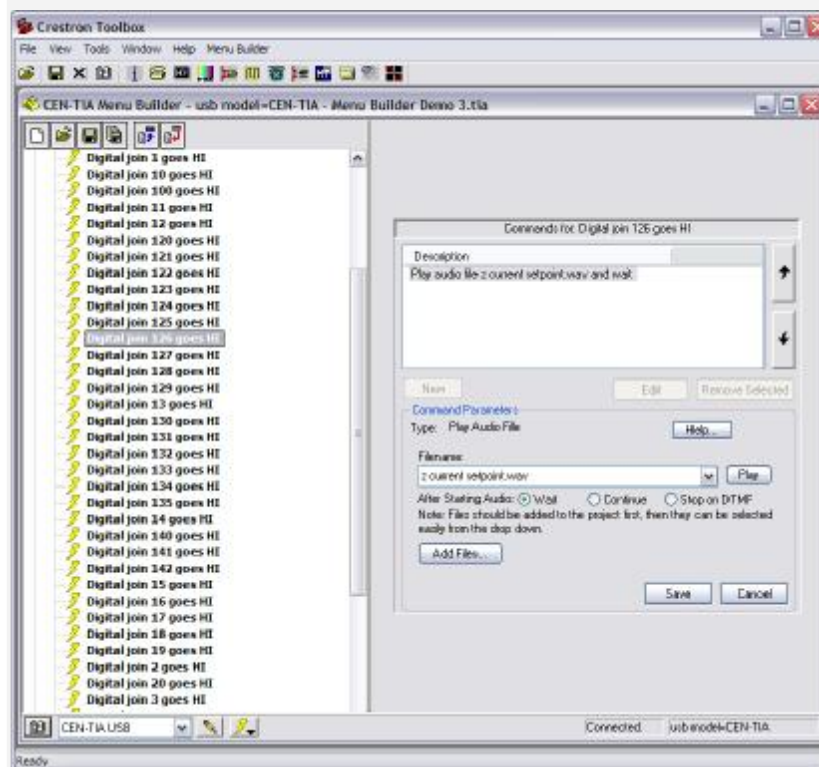 Crestron Toolbox
File View Tools Window Help Menu Builder
CEN-TIA Menu Builder - usb model=CEN-TIA - Menu Builder Demo 3.tia
Digital join 1 goes HI
Digital join 10 goes HI
Digital join 100 goes HI
Digital join 11 goes HI
Digital join 12 goes HI
Digital join 120 goes HI
Digital join 121 goes HI
Digital join 122 goes HI
Digital join 123 goes HI
Digital join 124 goes HI
Digital join 125 goes HI
Digital join 126 goes HI
Digital join 127 goes HI
Digital join 128 goes HI
Digital join 129 goes HI
Digital join 13 goes HI
Digital join 130 goes HI
Digital join 131 goes HI
Digital join 132 goes HI
Digital join 133 goes HI
Digital join 134 goes HI
Digital join 135 goes HI
Digital join 14 goes HI
Digital join 140 goes HI
Digital join 141 goes HI
Digital join 142 goes HI
Digital join 15 goes HI
Digital join 16 goes HI
Digital join 17 goes HI
Digital join 18 goes HI
Digital join 19 goes HI
Digital join 2 goes HI
Digital join 20 goes HI
Digital join 3 goes HI
Commands for: Digital join 126 goes HI
Description
Play audio file z current setpoint.wav and wait
New Edit Remove Selected
Command Parameters
Type: Play Audio File Help...
Filename:
z current setpoint.wav Play
After Starting Audio: Wait Continue Stop on DTMF
Note: Files should be added to the project first, then they can be selected
easily from the drop down.
Add Files...
Save Cancel
CEN-TIA USB Connected usb model=CEN-TIA
Ready